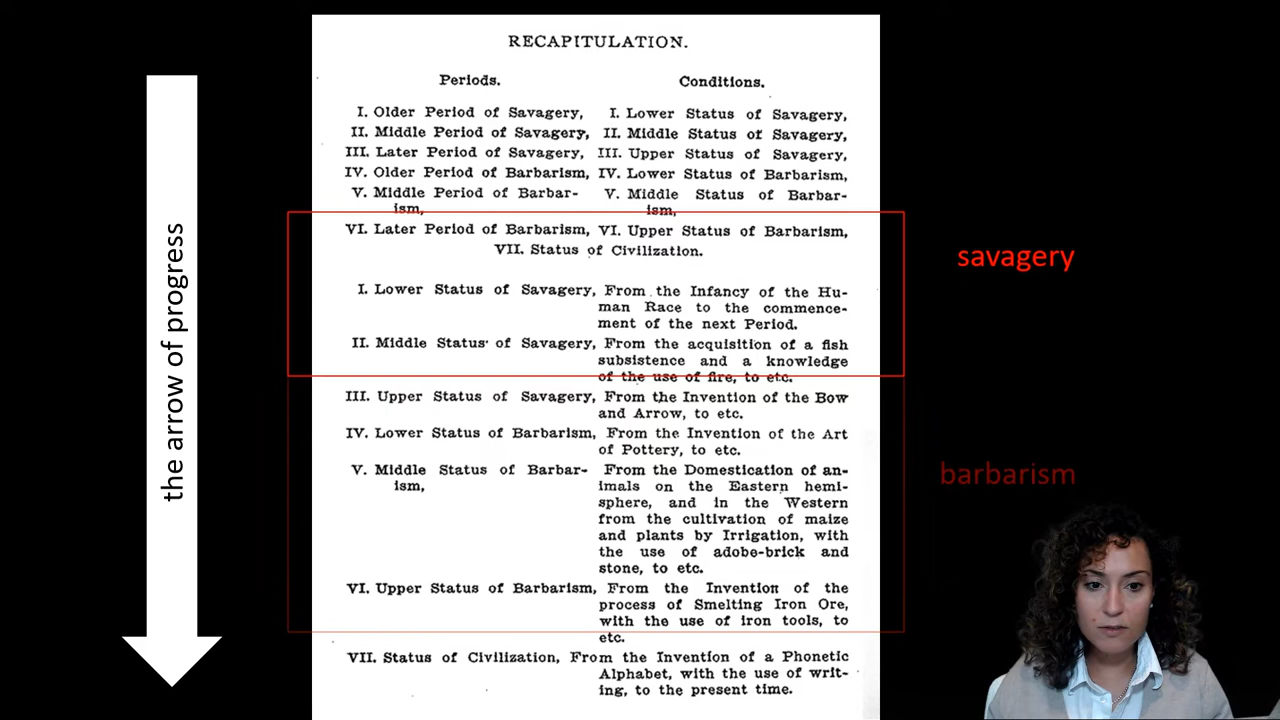 the arrow of progress
RECAPITULATION.
Periods. Conditions.
I. Older Period of Savagery, I. Lower Status of Savagery,
II. Middle Period of Savagery, II. Middle Status of Savagery,
III. Later Period of Savagery, III. Upper Status of Savagery,
IV. Older Period of Barbarism, IV. Lower Status of Barbarism,
V. Middle Period of Barbar- V. Middle Status of Barbar-
ism, ism,
VI. Later Period of Barbarism, VI. Upper Status of Barbarism,
VII. Status of Civilization.
I. Lower Status of Savagery, From the Infancy of the Hu-
man Race to the commence-
ment of the next Period.
II. Middle Status of Savagery, From the acquisition of a fish
subsistence and a knowledge
of the use of fire, to etc.
III. Upper Status of Savagery, From the Invention of the Bow
and Arrow, to etc.
IV. Lower Status of Barbarism, From the Invention of the Art
of Pottery, to etc.
V. Middle Status of Barbar- From the Domestication of an-
ism, imals on the Eastern hemi-
sphere, and in the Western
from the cultivation of maize
and plants by Irrigation, with
the use of adobe-brick and
stone, to etc.
VI. Upper Status of Barbarism, From the Invention of the
process of Smelting Iron Ore,
with the use of iron tools, to
etc.
VII. Status of Civilization, From the Invention of a Phonetic
Alphabet, with the use of writ-
ing, to the present time.
savagery
barbarism